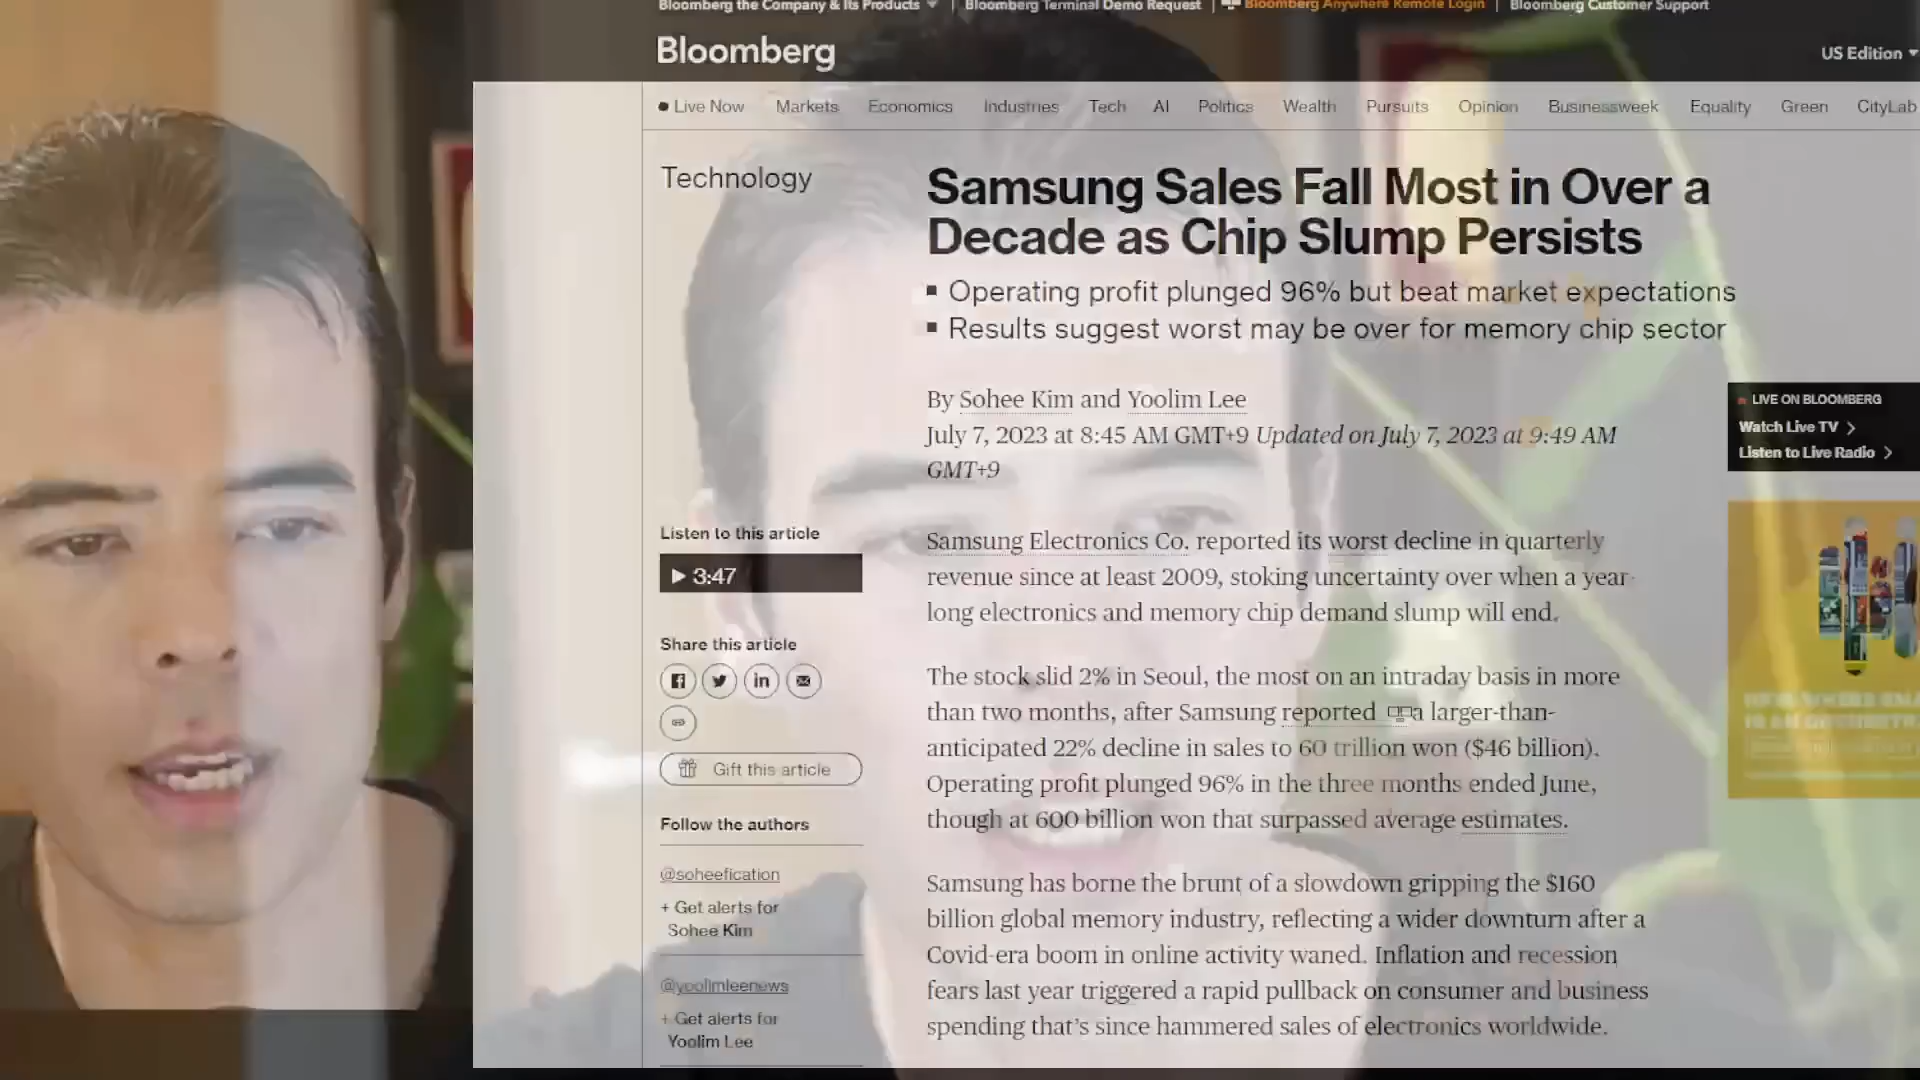 Bloomberg the Company & Its Products
Bloomberg Terminal Demo Request
Bloomberg Anywhere Remote Login
Bloomberg Customer Support
Bloomberg
US Edition
Live Now
Markets
Economics
Industries
Tech
AI
Politics
Wealth
Pursuits
Opinion
Businessweek
Equality
Green
CityLab
Technology
Samsung Sales Fall Most in Over a
Decade as Chip Slump Persists
Operating profit plunged 96% but beat market expectations
Results suggest worst may be over for memory chip sector
By Sohee Kim and Yoolim Lee
July 7, 2023 at 8:45 AM GMT+9 Updated on July 7, 2023 at 9:49 AM
GMT+9
LIVE ON BLOOMBERG
Watch Live TV
Listen to Live Radio
Listen to this article
3:47
Share this article
Gift this article
Follow the authors
@soheefication
+ Get alerts for
Sohee Kim
@yoolimleenews
+ Get alerts for
Yoolim Lee
Samsung Electronics Co. reported its worst decline in quarterly
revenue since at least 2009, stoking uncertainty over when a year-
long electronics and memory chip demand slump will end.
The stock slid 2% in Seoul, the most on an intraday basis in more
than two months, after Samsung reported a larger-than-
anticipated 22% decline in sales to 60 trillion won ($46 billion).
Operating profit plunged 96% in the three months ended June,
though at 600 billion won that surpassed average estimates.
Samsung has borne the brunt of a slowdown gripping the $160
billion global memory industry, reflecting a wider downturn after a
Covid-era boom in online activity waned. Inflation and recession
fears last year triggered a rapid pullback on consumer and business
spending that's since hammered sales of electronics worldwide.